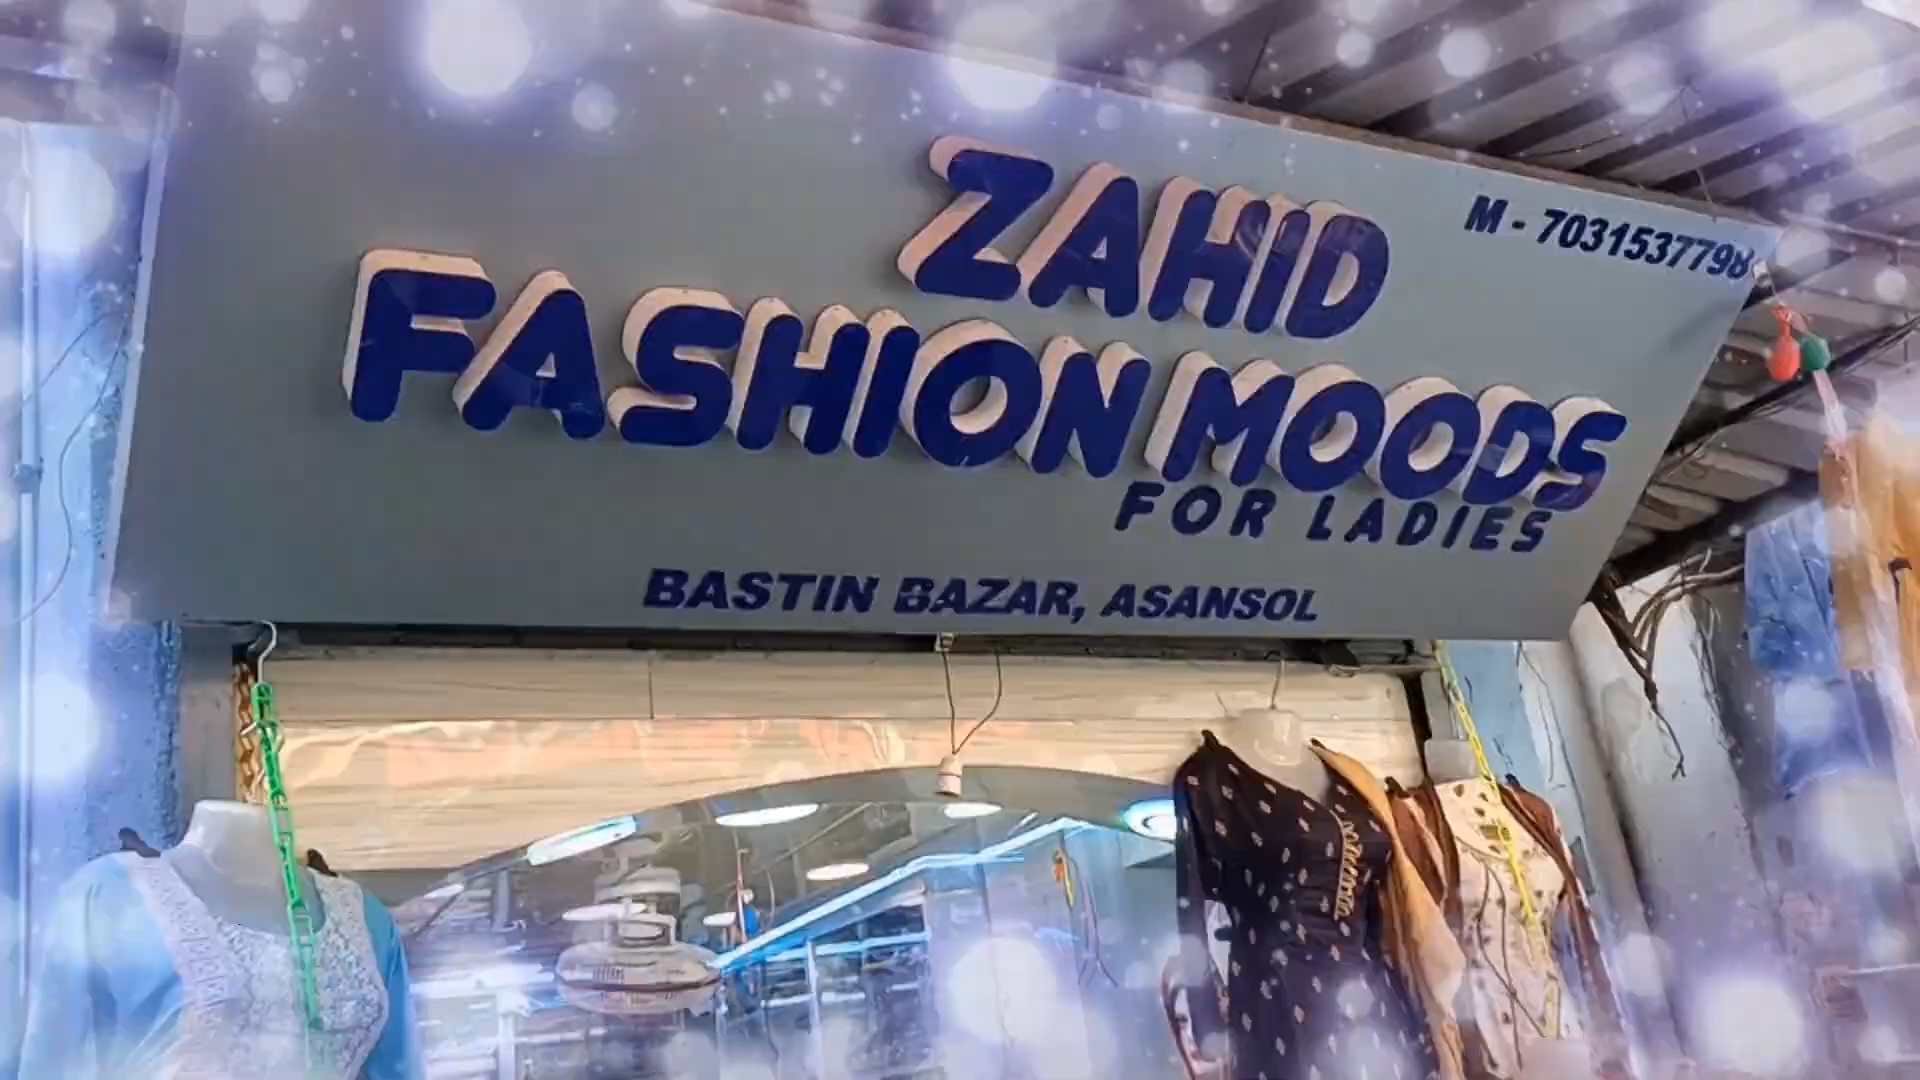 ZAHID
M - 7031537798
FASHION MOODS
FOR LADIES
BASTIN BAZAR, ASANSOL